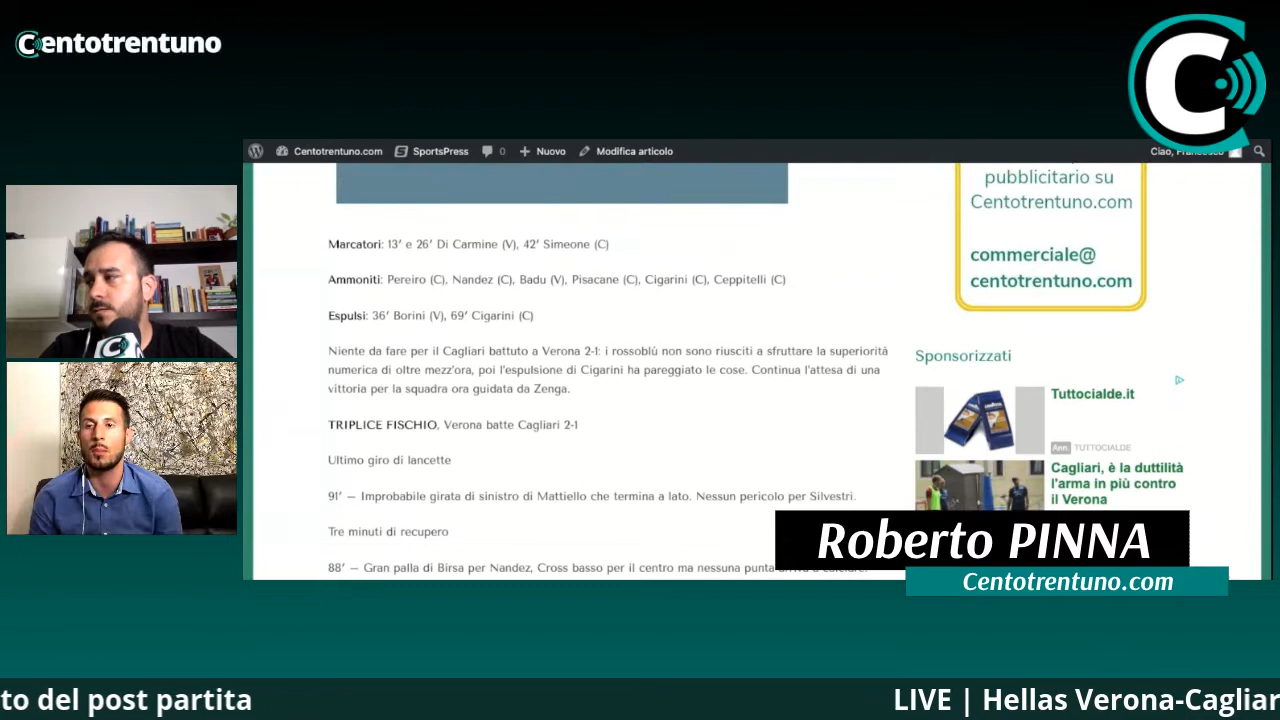 Centotrentuno
Centotrentuno.com SportsPress 0 Nuovo Modifica articolo Ciao, Francesco
pubblicitario su
Centotrentuno.com
commerciale@
centotrentuno.com
Marcatori: 13′ e 26′ Di Carmine (V), 42′ Simeone (C)
Ammoniti: Pereiro (C), Nandez (C), Badu (V), Pisacane (C), Cigarini (C), Ceppitelli (C)
Espulsi: 36′ Borini (V), 69′ Cigarini (C)
Niente da fare per il Cagliari battuto a Verona 2-1: i rossoblù non sono riusciti a sfruttare la superiorità
numerica di oltre mezz'ora, poi l'espulsione di Cigarini ha pareggiato le cose. Continua l'attesa di una
vittoria per la squadra ora guidata da Zenga.
TRIPLICE FISCHIO, Verona batte Cagliari 2-1
Ultimo giro di lancette
91′ – Improbabile girata di sinistro di Mattiello che termina a lato. Nessun pericolo per Silvestri.
Tre minuti di recupero
88′ – Gran palla di Birsa per Nandez, Cross basso per il centro ma nessuna punta
Sponsorizzati
Tuttocialde.it
Ann. TUTTOCIALDE
Cagliari, è la duttilità
l'arma in più contro
il Verona
Roberto PINNA
Centotrentuno.com
to del post partita
LIVE | Hellas Verona-Cagliar